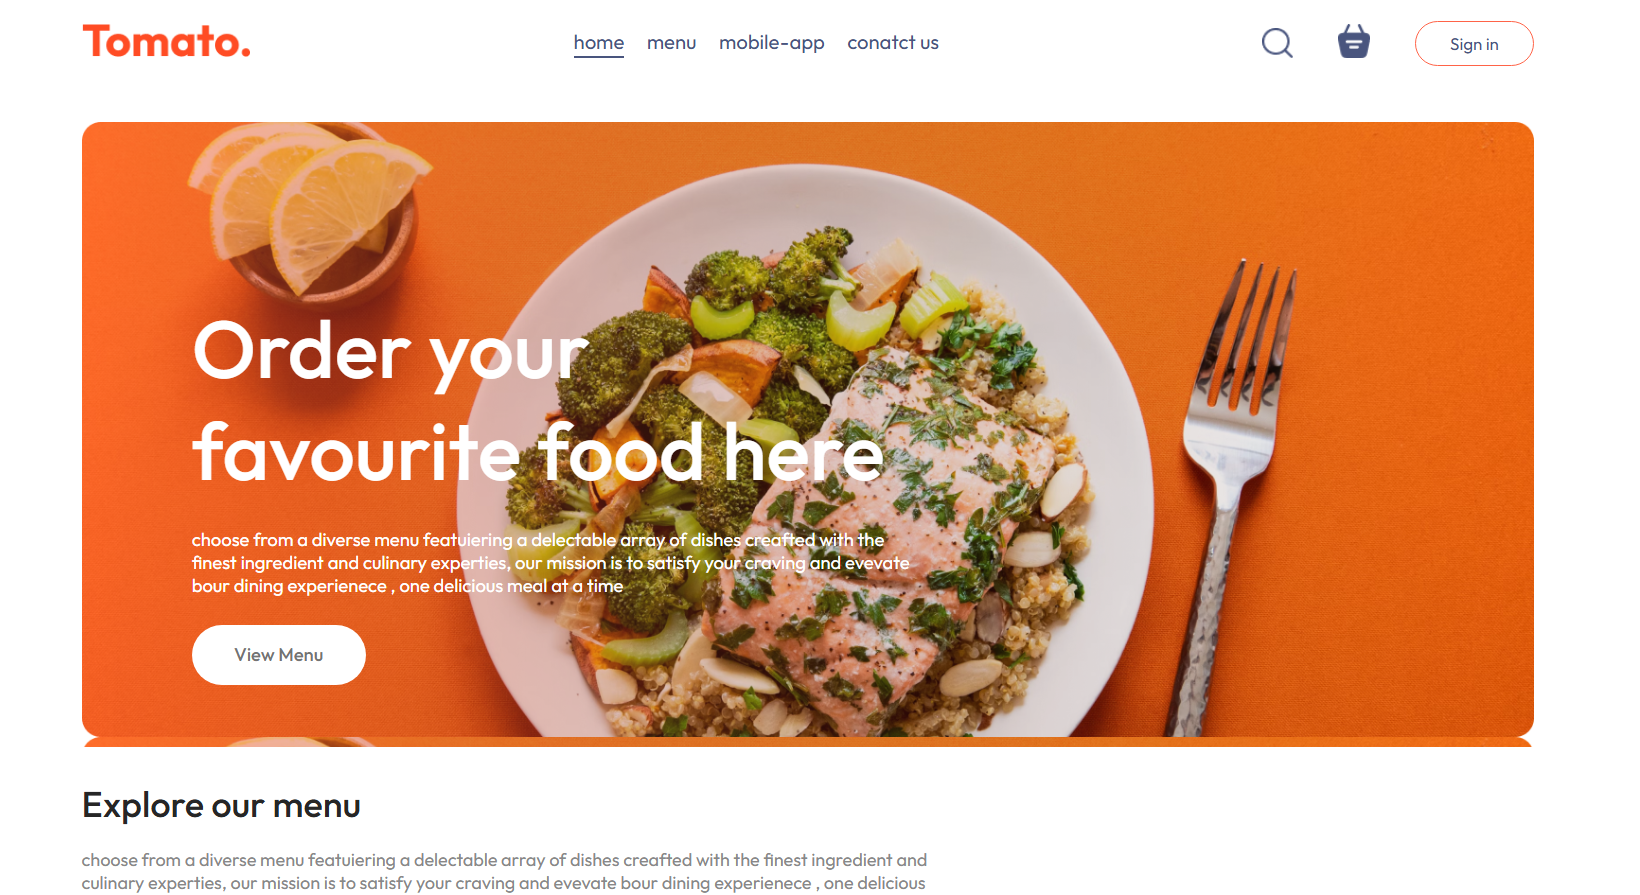 Tomato.
home menu mobile-app conatct us
Sign in
Order your
favourite food here
choose from a diverse menu featuiering a delectable array of dishes creafted with the
finest ingredient and culinary experties, our mission is to satisfy your craving and evevate
bour dining experienece , one delicious meal at a time
View Menu
Explore our menu
choose from a diverse menu featuiering a delectable array of dishes creafted with the finest ingredient and
culinary experties, our mission is to satisfy your craving and evevate bour dining experienece , one delicious